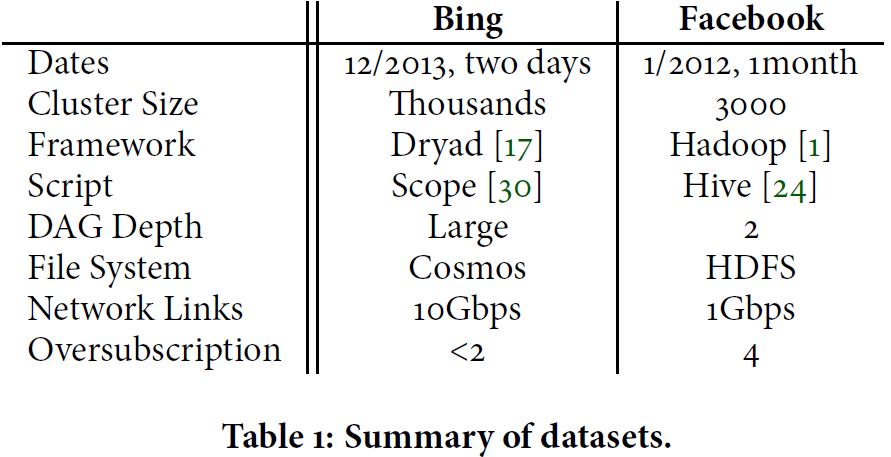 Bing Facebook
Dates 12/2013, two days 1/2012, 1month
Cluster Size Thousands 3000
Framework Dryad [17] Hadoop [1]
Script Scope [30] Hive [24]
DAG Depth Large 2
File System Cosmos HDFS
Network Links 10Gbps 1Gbps
Oversubscription <2 4
Table 1: Summary of datasets.